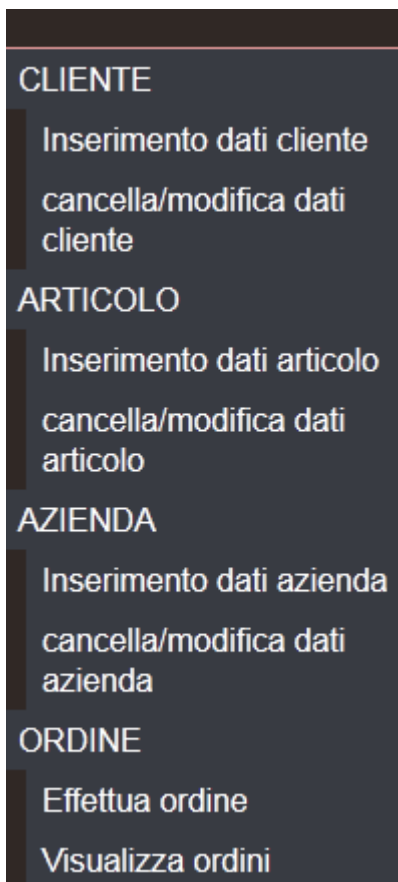 CLIENTE
Inserimento dati cliente
cancella/modifica dati
cliente
ARTICOLO
Inserimento dati articolo
cancella/modifica dati
articolo
AZIENDA
Inserimento dati azienda
cancella/modifica dati
azienda
ORDINE
Effettua ordine
Visualizza ordini